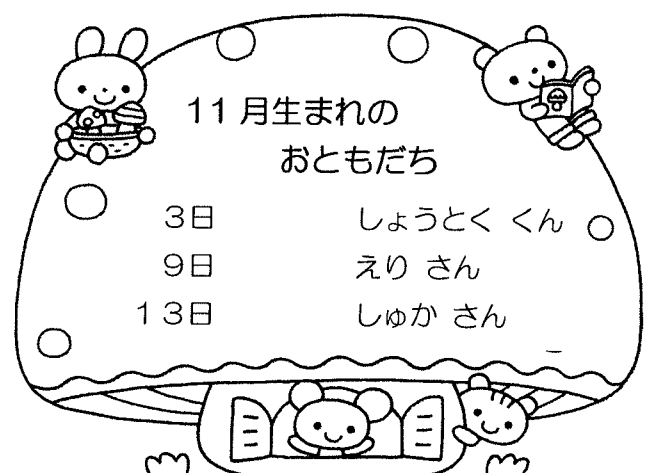 11月生まれの
おともだち
3日 しょうとく くん
9日 えり さん
13日 しゅか さん